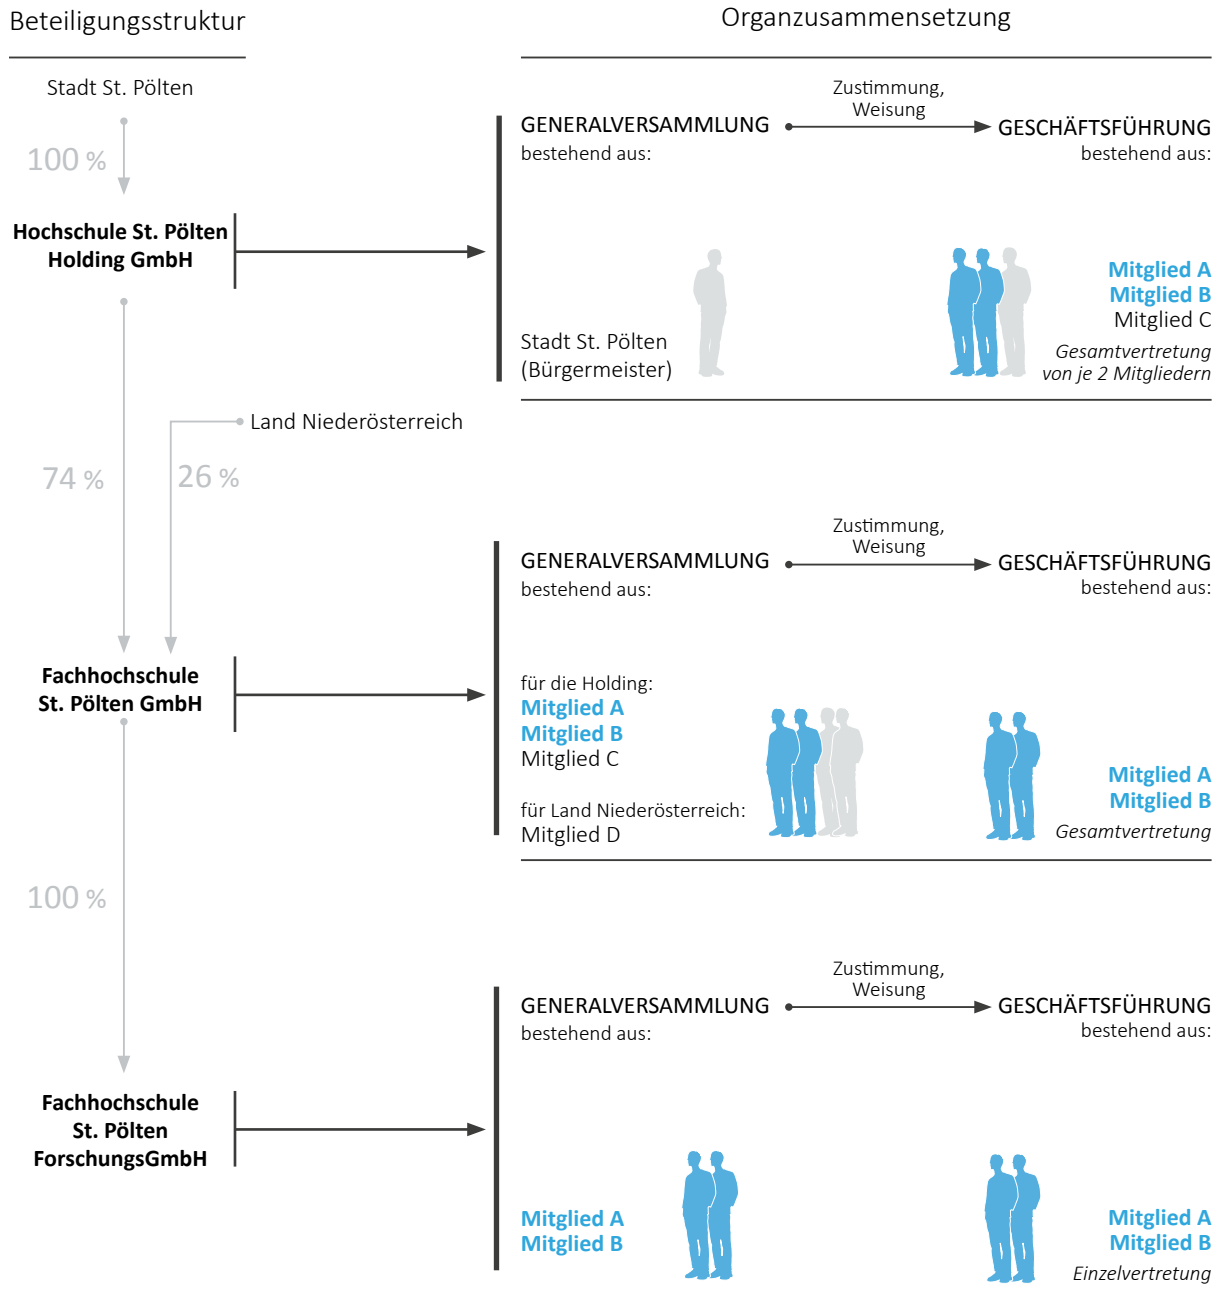 Beteiligungsstruktur
Organzusammensetzung
Stadt St. Pölten
100 %
Hochschule St. Pölten
Holding GmbH
GENERALVERSAMMLUNG
bestehend aus:
Zustimmung,
Weisung
GESCHÄFTSFÜHRUNG
bestehend aus:
Stadt St. Pölten
(Bürgermeister)
Mitglied A
Mitglied B
Mitglied C
Gesamtvertretung
von je 2 Mitgliedern
Land Niederösterreich
74 %
26 %
Fachhochschule
St. Pölten GmbH
GENERALVERSAMMLUNG
bestehend aus:
Zustimmung,
Weisung
GESCHÄFTSFÜHRUNG
bestehend aus:
für die Holding:
Mitglied A
Mitglied B
Mitglied C
für Land Niederösterreich:
Mitglied D
Mitglied A
Mitglied B
Gesamtvertretung
100 %
Fachhochschule
St. Pölten
ForschungsGmbH
GENERALVERSAMMLUNG
bestehend aus:
Zustimmung,
Weisung
GESCHÄFTSFÜHRUNG
bestehend aus:
Mitglied A
Mitglied B
Mitglied A
Mitglied B
Einzelvertretung